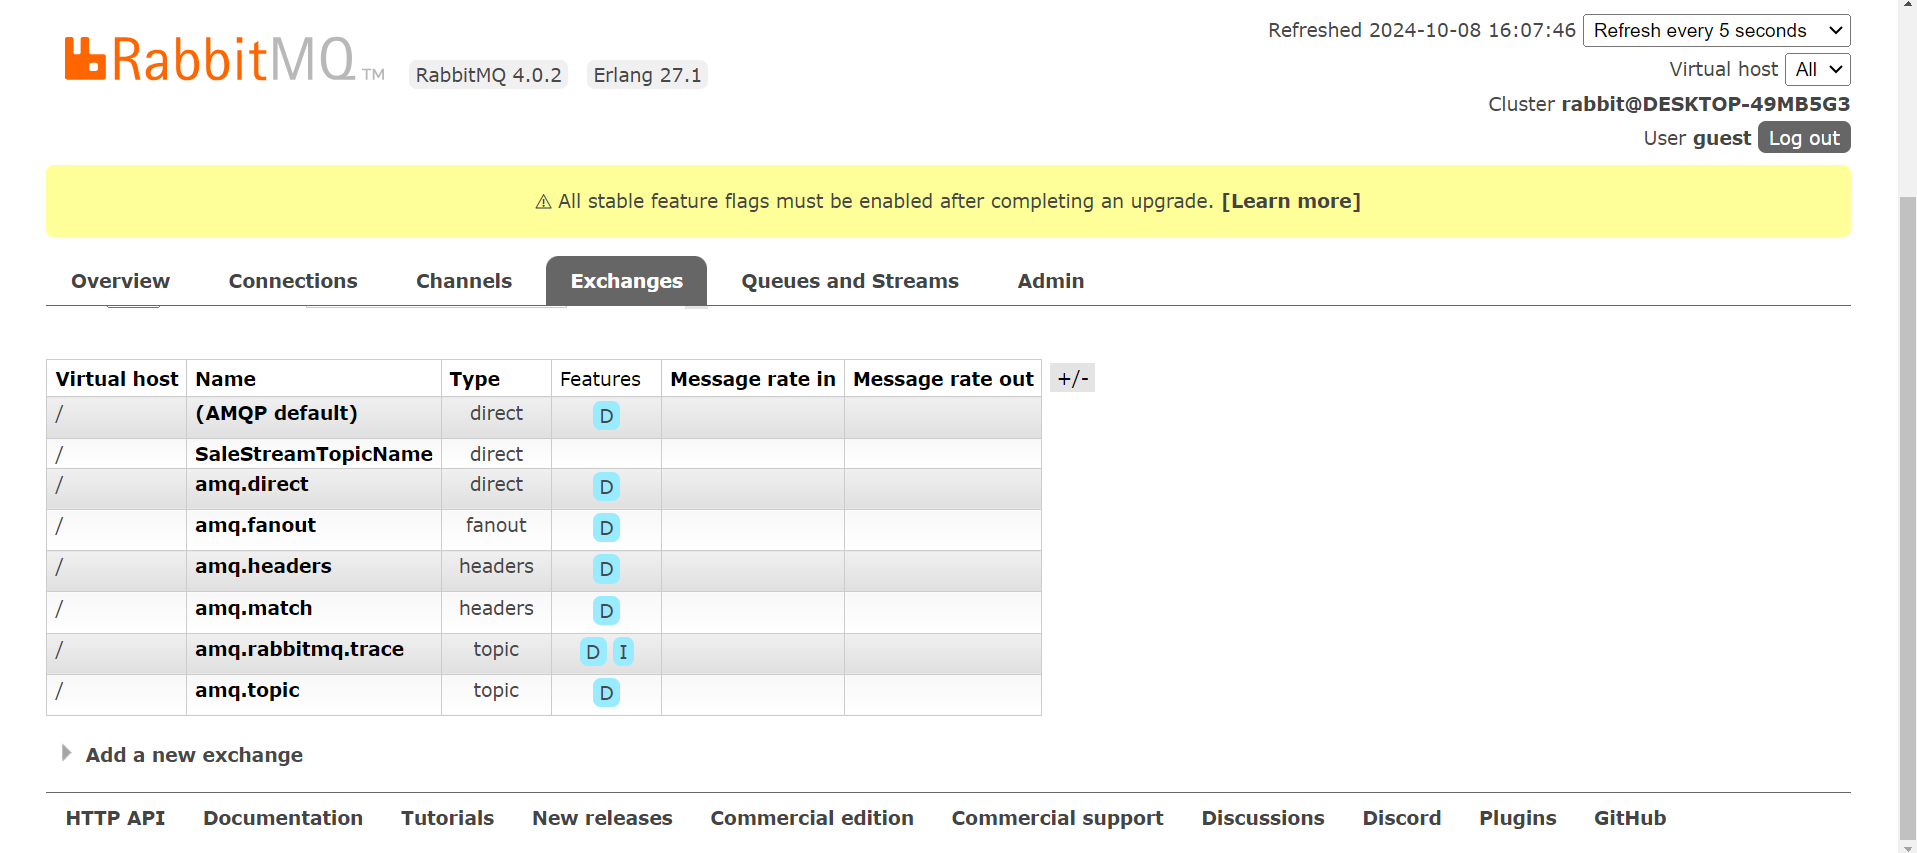 Refreshed 2024-10-08 16:07:46 Refresh every 5 seconds
RabbitMQ TM RabbitMQ 4.0.2 Erlang 27.1
Virtual host All
Cluster rabbit@DESKTOP-49MB5G3
User guest Log out
⚠ All stable feature flags must be enabled after completing an upgrade. [Learn more]
Overview Connections Channels Exchanges Queues and Streams Admin
Virtual host Name Type Features Message rate in Message rate out +/-
/ (AMQP default) direct D
/ SaleStreamTopicName direct
/ amq.direct direct D
/ amq.fanout fanout D
/ amq.headers headers D
/ amq.match headers D
/ amq.rabbitmq.trace topic D I
/ amq.topic topic D
Add a new exchange
HTTP API Documentation Tutorials New releases Commercial edition Commercial support Discussions Discord Plugins GitHub